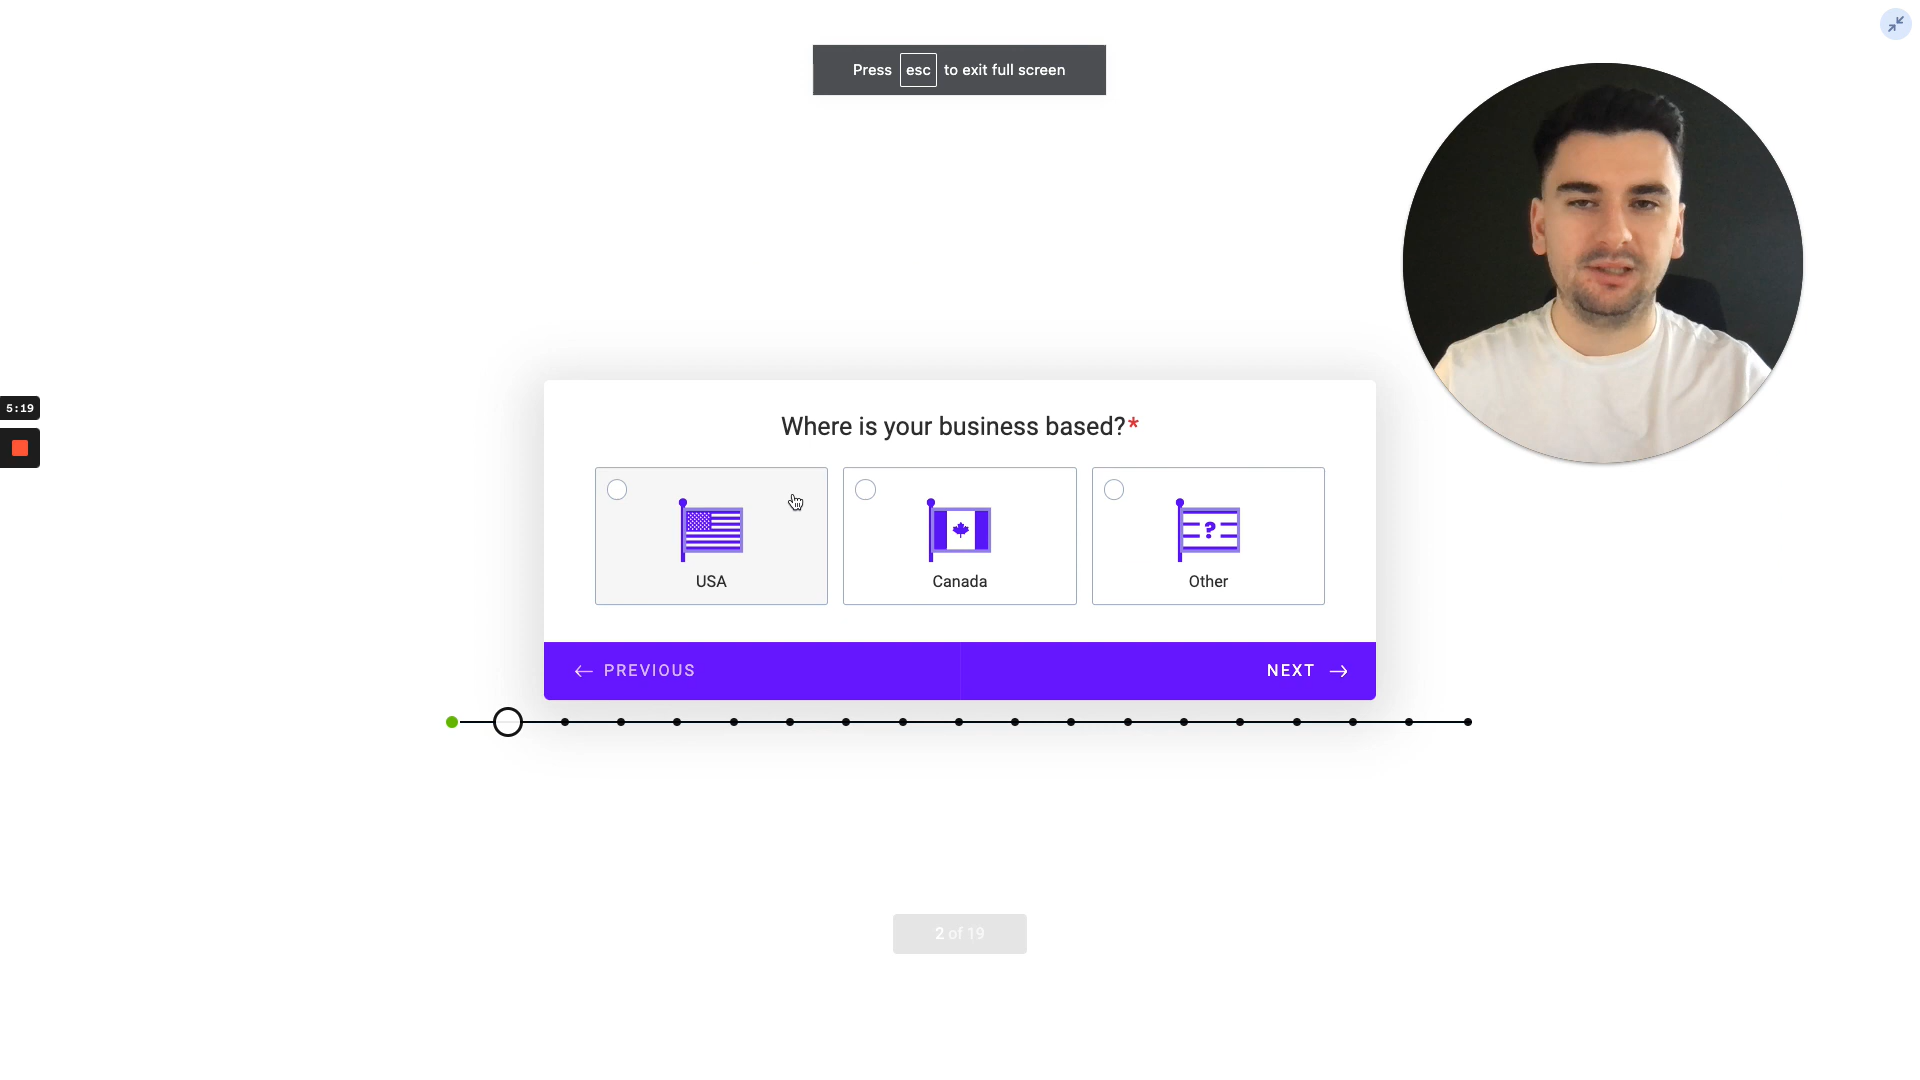 Press esc to exit full screen
5:19
Where is your business based?*
USA
Canada
? Other
PREVIOUS
NEXT
2 of 19